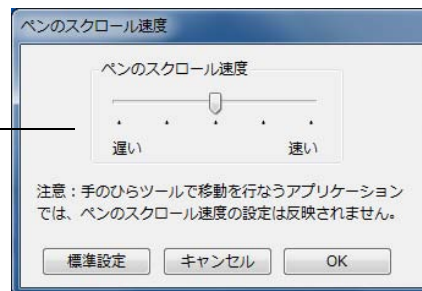 ペンのスクロール速度
ペンのスクロール速度
遅い 速い
注意：手のひらツールで移動を行なうアプリケーション
では、ペンのスクロール速度の設定は反映されません。
標準設定 キャンセル OK